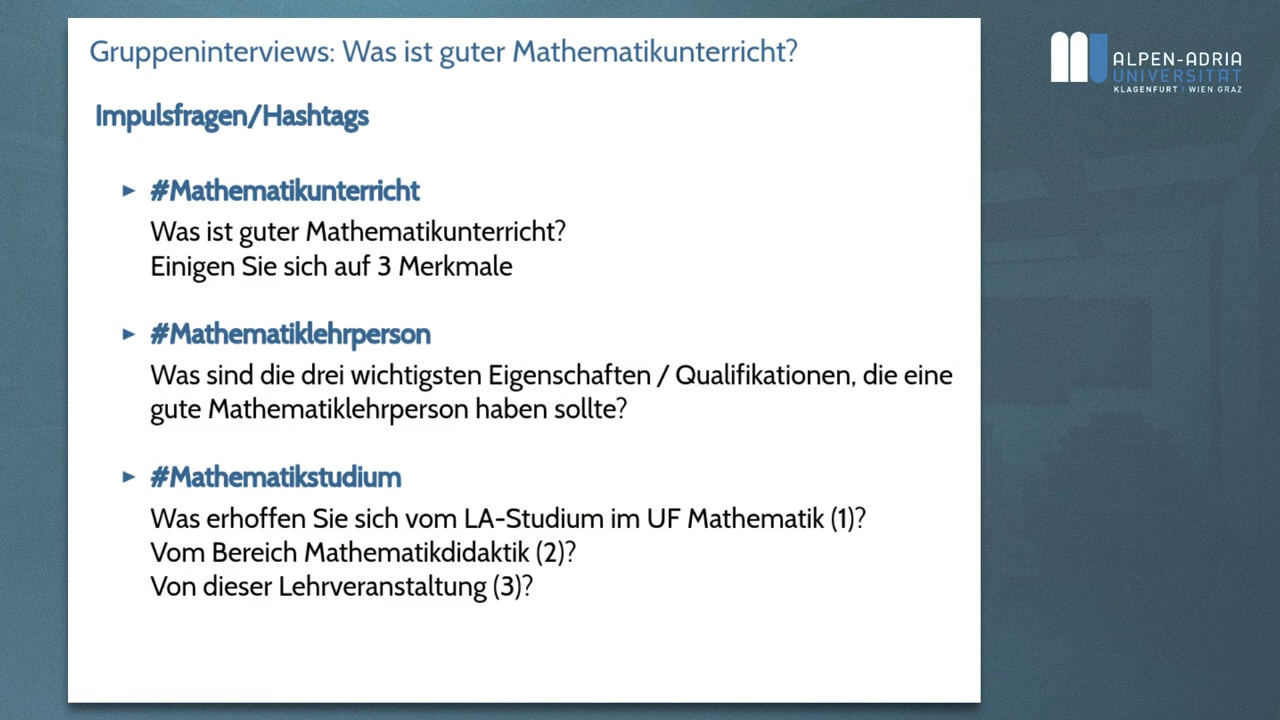 Gruppeninterviews: Was ist guter Mathematikunterricht?
Impulsfragen/Hashtags
#Mathematikunterricht
Was ist guter Mathematikunterricht?
Einigen Sie sich auf 3 Merkmale
#Mathematiklehrperson
Was sind die drei wichtigsten Eigenschaften / Qualifikationen, die eine
gute Mathematiklehrperson haben sollte?
#Mathematikstudium
Was erhoffen Sie sich vom LA-Studium im UF Mathematik (1)?
Vom Bereich Mathematikdidaktik (2)?
Von dieser Lehrveranstaltung (3)?
ALPEN-ADRIA
UNIVERSITÄT
KLAGENFURT | WIEN GRAZ